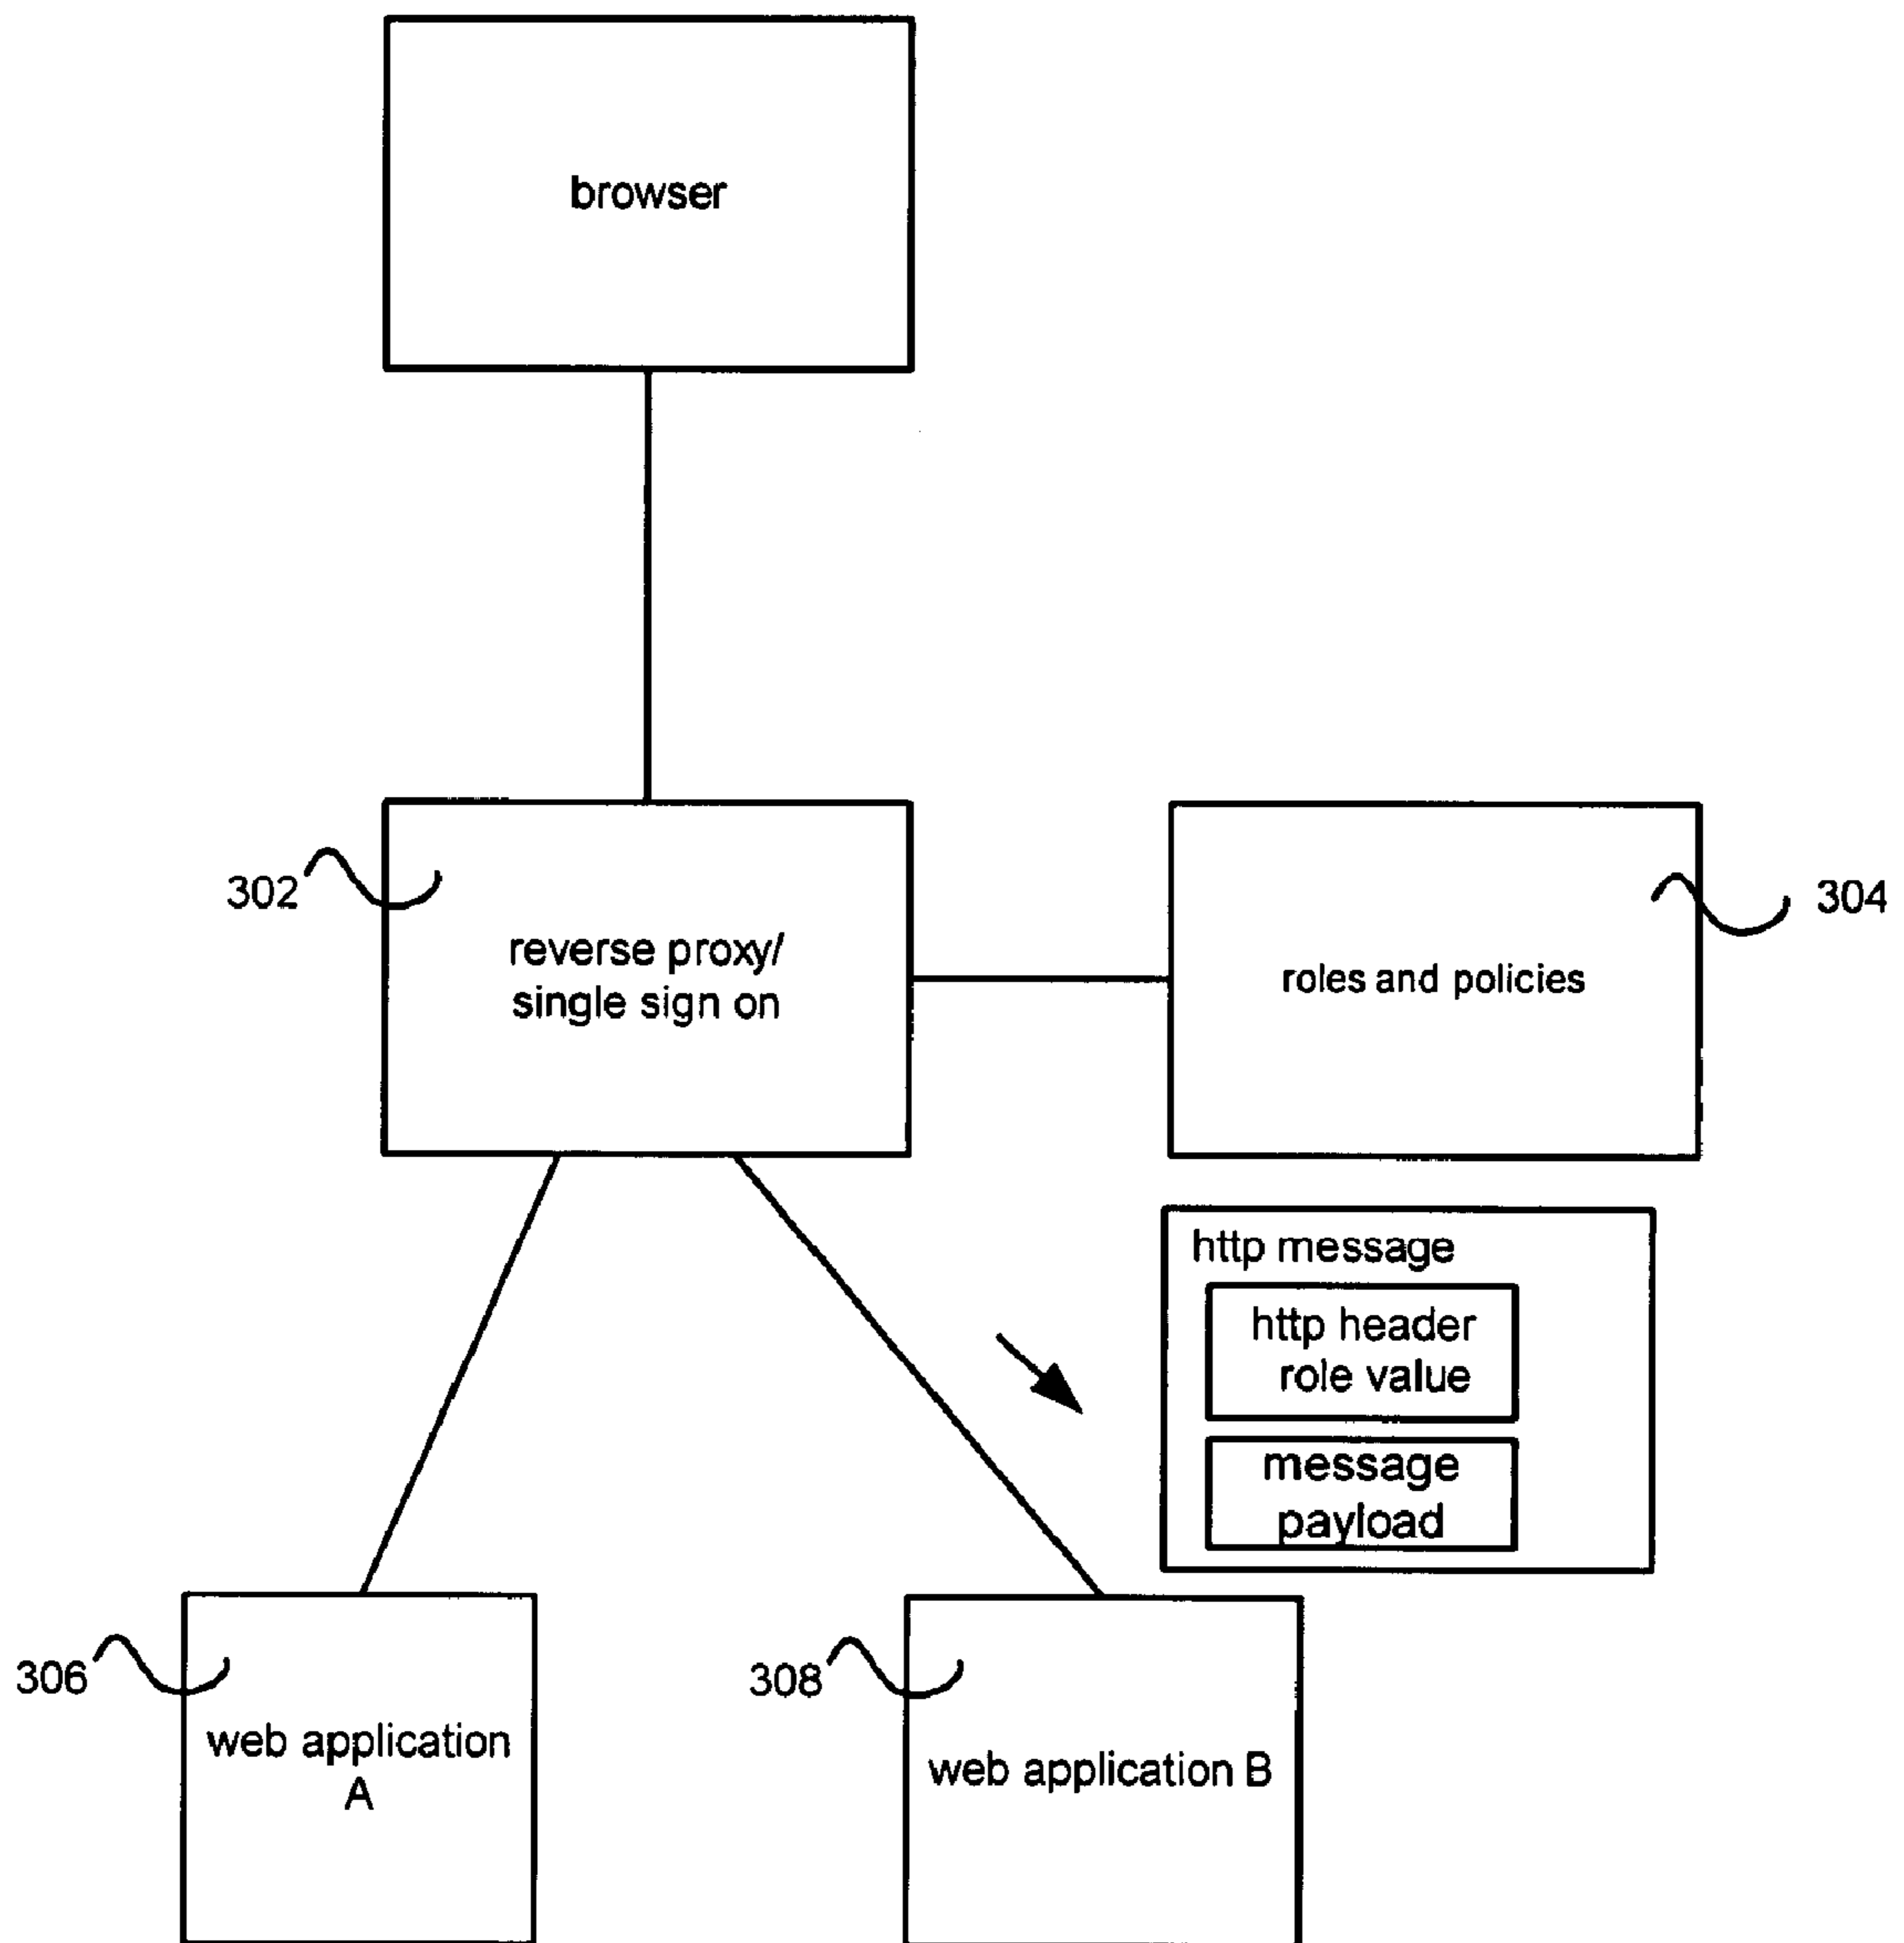 browser
302
reverse proxy/
single sign on
304
roles and policies
http message
http header
role value
message
payload
306
web application
A
308
web application B